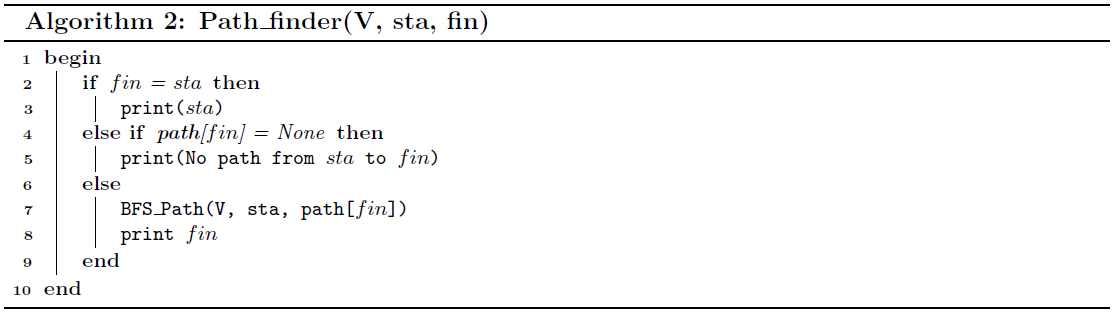 Algorithm 2: Path_finder(V, sta, fin)
1 begin
2 if fin = sta then
3 print(sta)
4 else if path[fin] = None then
5 print(No path from sta to fin)
6 else
7 BFS_Path(V, sta, path[fin])
8 print fin
9 end
10 end